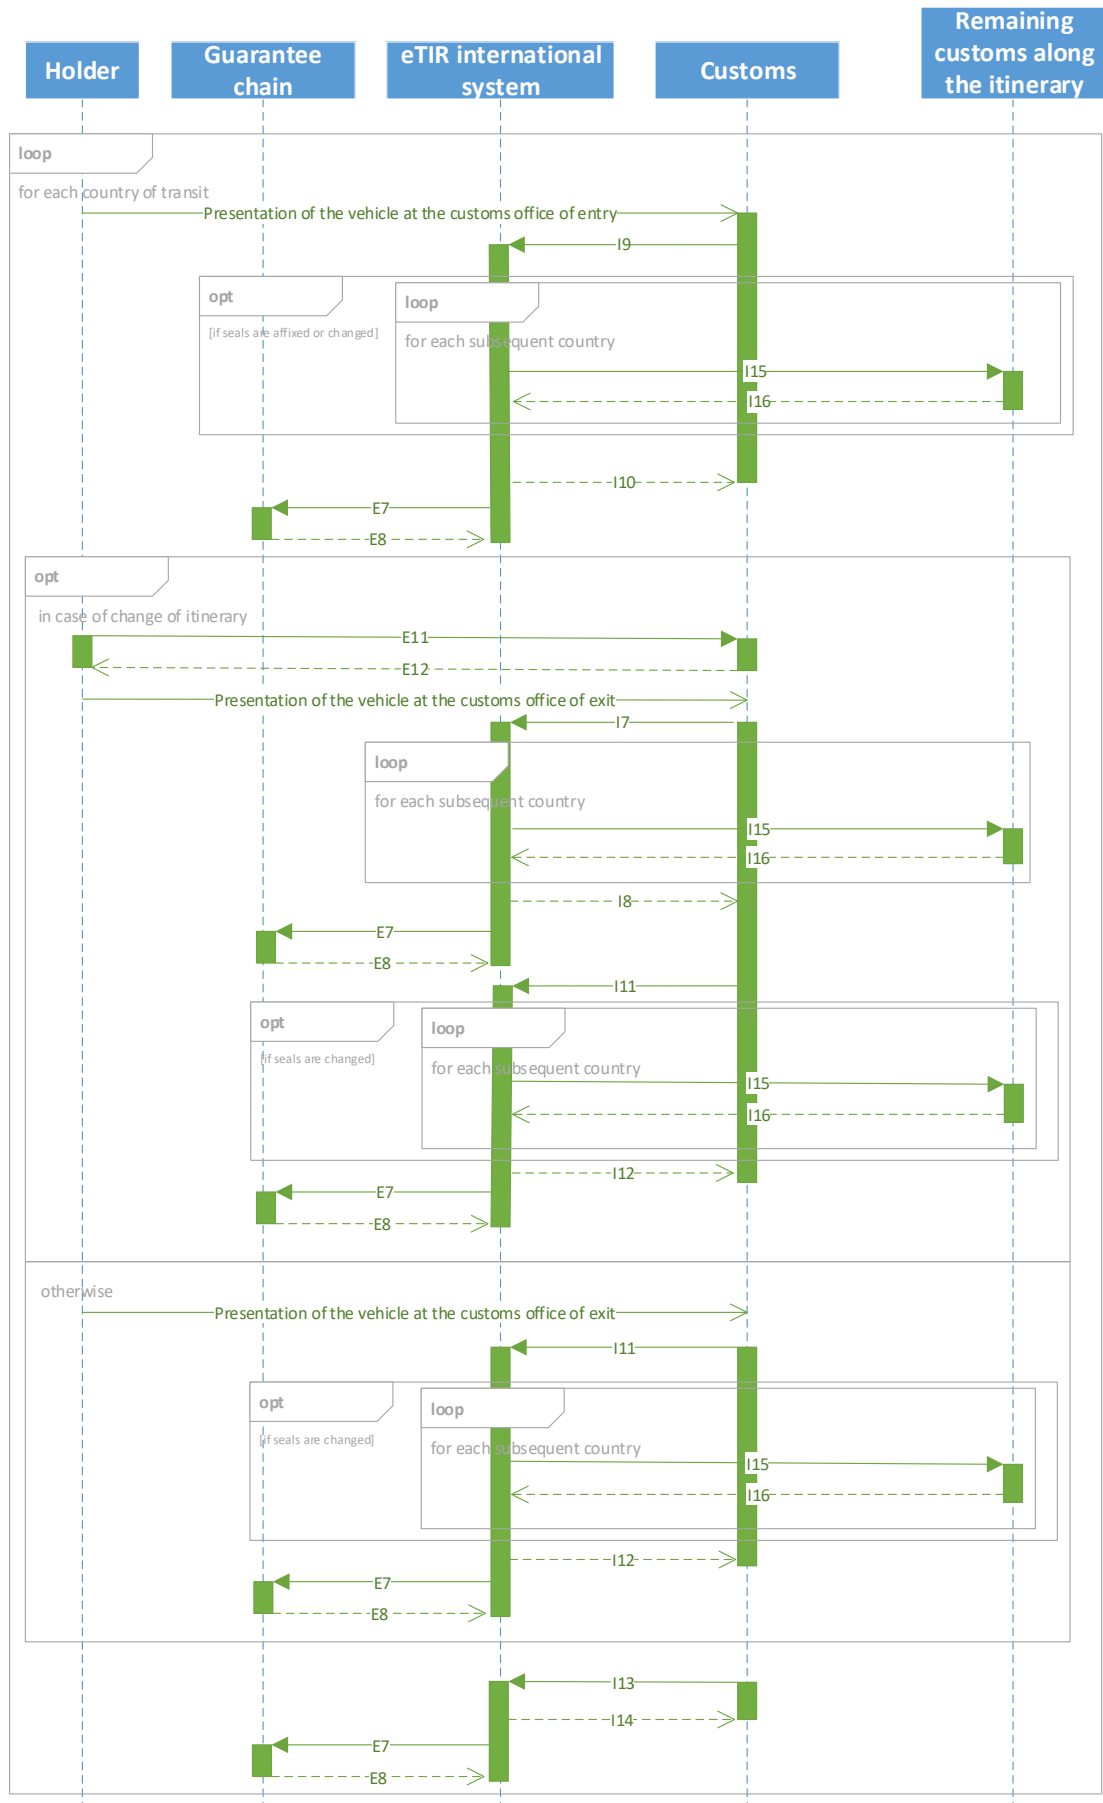 Holder
Guarantee
chain
eTIR international
system
Customs
Remaining
customs along
the itinerary
loop
for each country of transit
Presentation of the vehicle at the customs office of entry
I9
opt
[if seals are affixed or changed]
loop
for each subsequent country
I15
I16
I10
E7
E8
opt
in case of change of itinerary
E11
E12
Presentation of the vehicle at the customs office of exit
I7
loop
for each subsequent country
I15
I16
I8
E7
E8
I11
opt
[if seals are changed]
loop
for each subsequent country
I15
I16
I12
E7
E8
otherwise
Presentation of the vehicle at the customs office of exit
I11
opt
[if seals are changed]
loop
for each subsequent country
I15
I16
I12
E7
E8
I13
I14
E7
E8